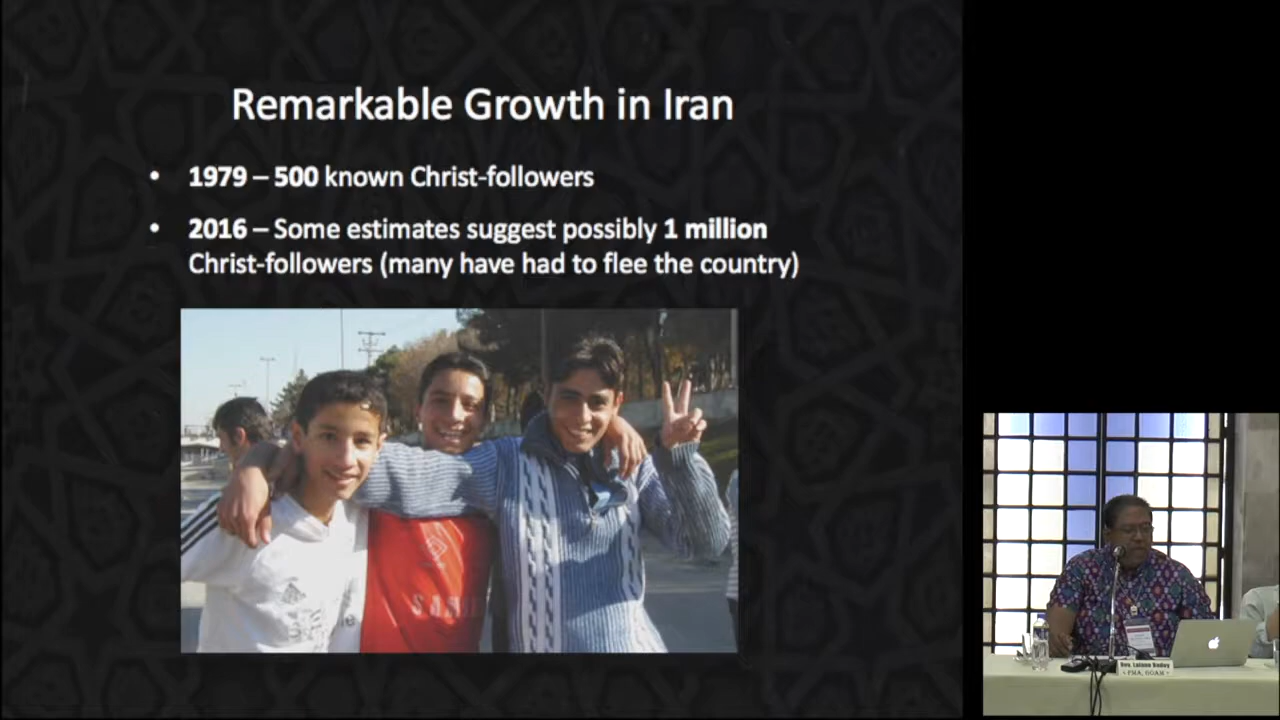 Remarkable Growth in Iran
• 1979 – 500 known Christ-followers
• 2016 – Some estimates suggest possibly 1 million
Christ-followers (many have had to flee the country)